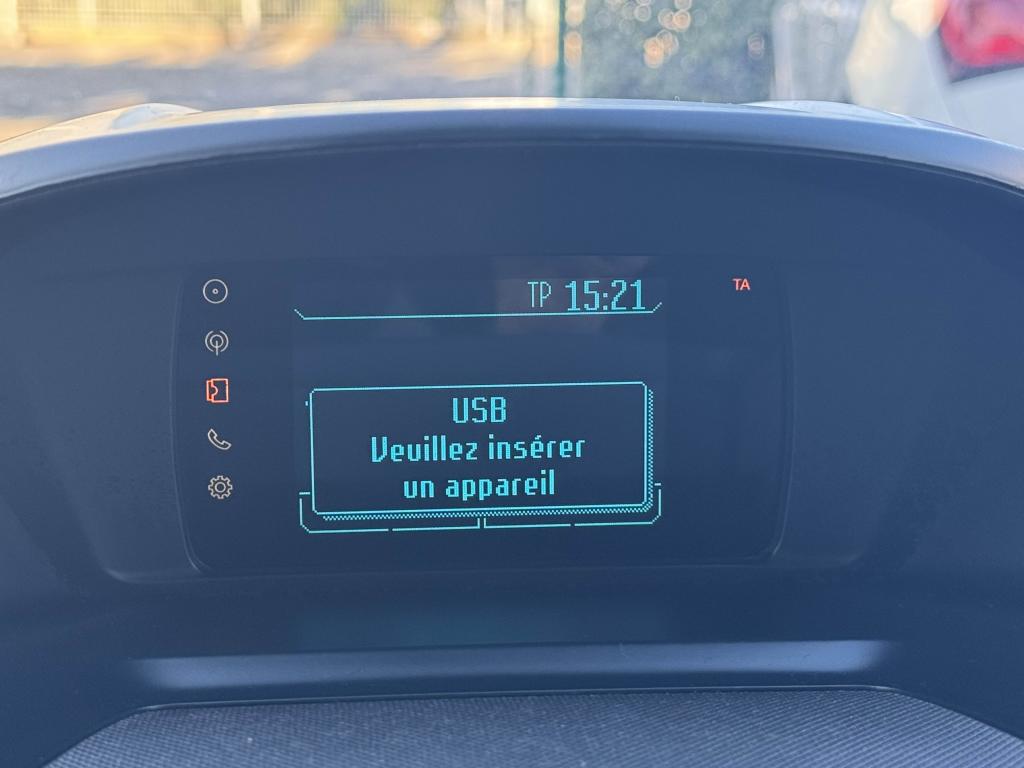 TP 15:21
TA
USB
Veuillez insérer
un appareil